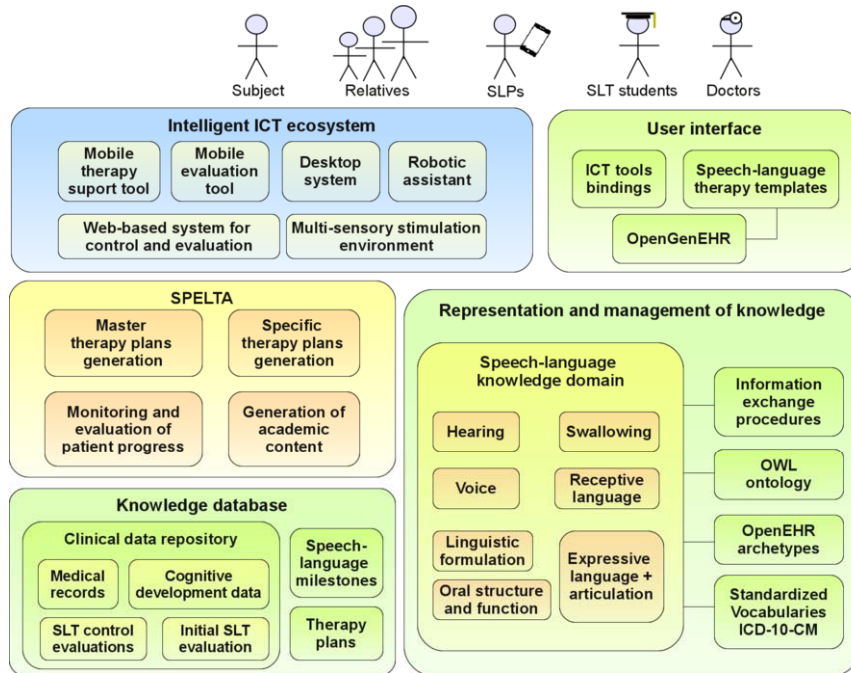 Subject
Relatives
SLPs
SLT students
Doctors
Intelligent ICT ecosystem
Mobile
therapy
suport tool
Mobile
evaluation
tool
Desktop
system
Robotic
assistant
Web-based system for
control and evaluation
Multi-sensory stimulation
environment
User interface
ICT tools
bindings
Speech-language
therapy templates
OpenGenEHR
SPELTA
Master
therapy plans
generation
Specific
therapy plans
generation
Monitoring and
evaluation of
patient progress
Generation of
academic
content
Representation and management of knowledge
Speech-language
knowledge domain
Hearing
Swallowing
Voice
Receptive
language
Linguistic
formulation
Oral structure
and function
Expressive
language +
articulation
Information
exchange
procedures
OWL
ontology
OpenEHR
archetypes
Standardized
Vocabularies
ICD-10-CM
Knowledge database
Clinical data repository
Medical
records
Cognitive
development data
SLT control
evaluations
Initial SLT
evaluation
Speech-
language
milestones
Therapy
plans